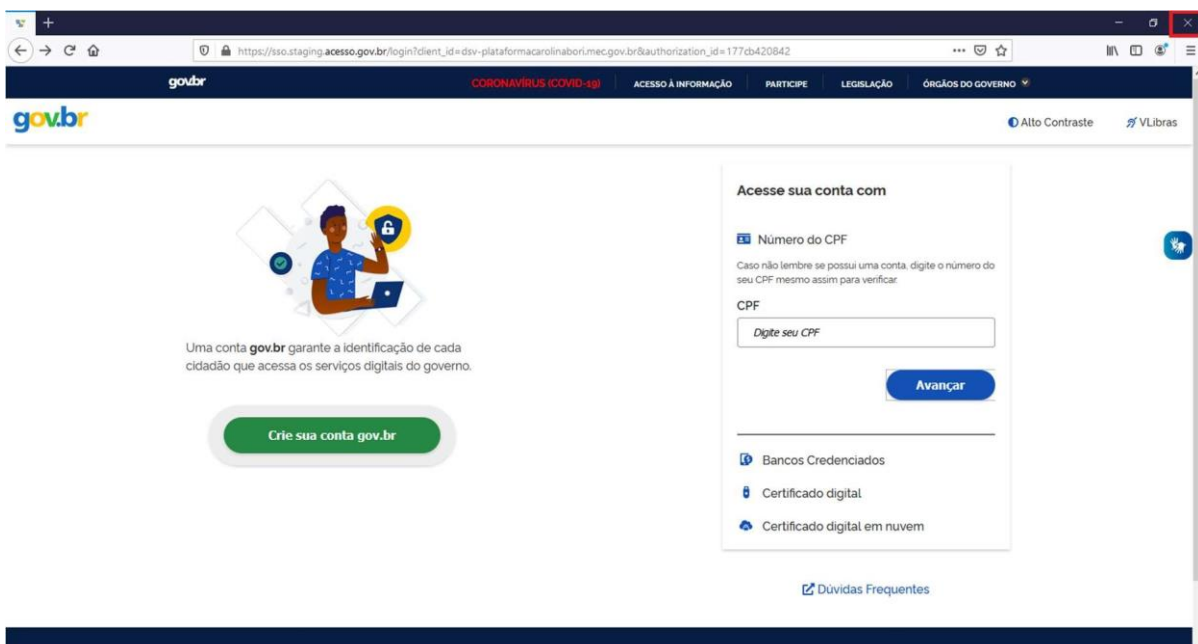 https://sso.staging.acesso.gov.br/login?client_id=dsv-plataformacarolinabori.mec.gov.br&authorization_id=177cb420842
gov.br CORONAVÍRUS (COVID-19) ACESSO À INFORMAÇÃO PARTICIPE LEGISLAÇÃO ÓRGÃOS DO GOVERNO
gov.br Alto Contraste VLibras
Uma conta gov.br garante a identificação de cada
cidadão que acessa os serviços digitais do governo.
Crie sua conta gov.br
Acesse sua conta com
Número do CPF
Caso não lembre se possui uma conta, digite o número do
seu CPF mesmo assim para verificar.
CPF
Digite seu CPF
Avançar
Bancos Credenciados
Certificado digital
Certificado digital em nuvem
Dúvidas Frequentes